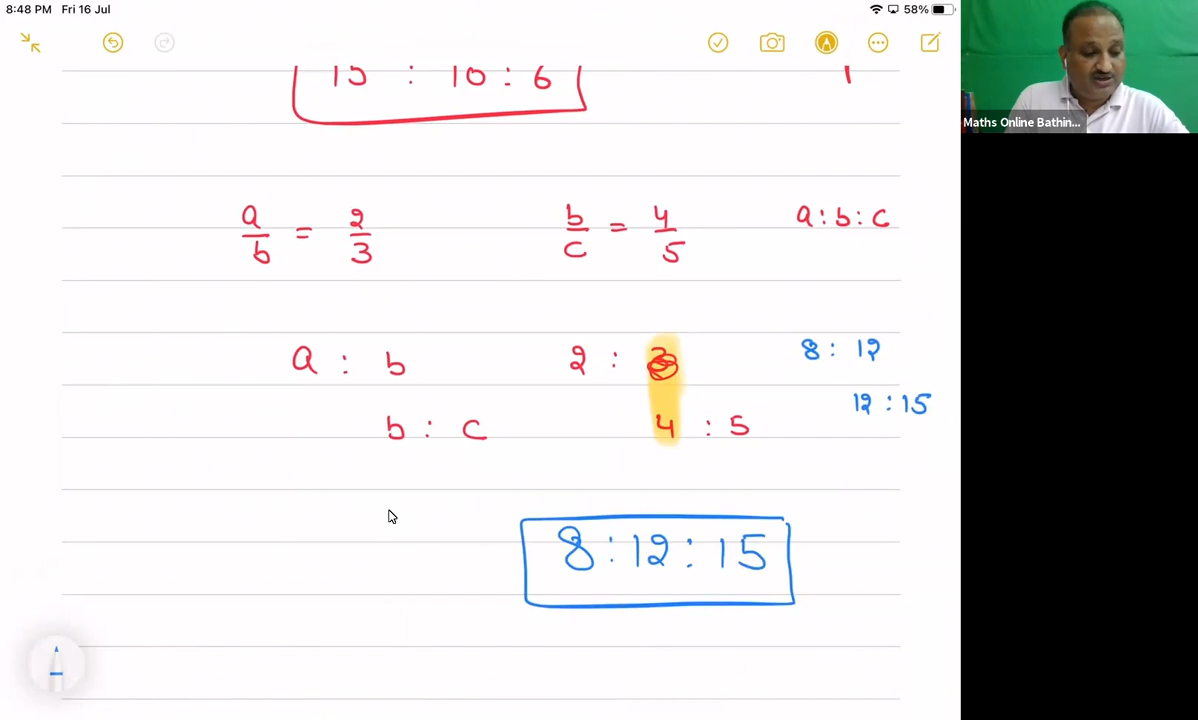 8:48 PM Fri 16 Jul 58%
15 : 10 : 6
a/b = 2/3 b/c = 4/5 a:b:c
a : b 2 : 3 8 : 12
b : c 4 : 5 12 : 15
8:12:15
Maths Online Bathin...